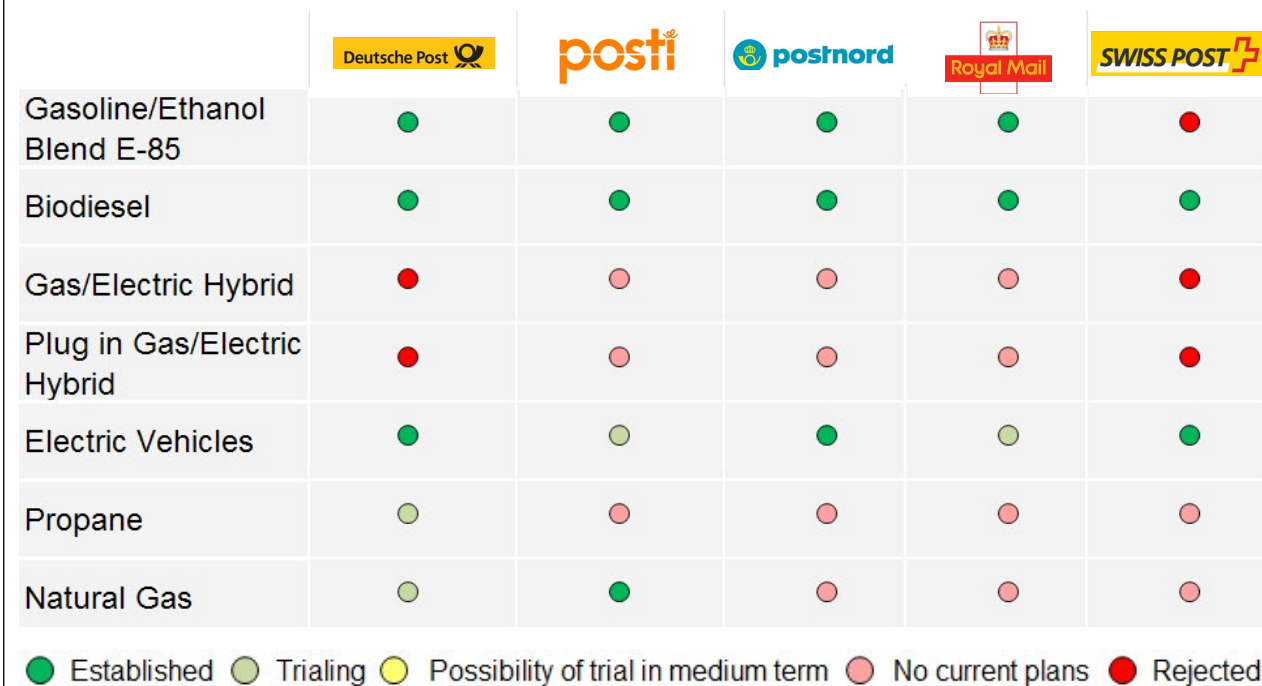 Deutsche Post posti postnord Royal Mail SWISS POST
Gasoline/Ethanol
Blend E-85
Biodiesel
Gas/Electric Hybrid
Plug in Gas/Electric
Hybrid
Electric Vehicles
Propane
Natural Gas
Established Trialing Possibility of trial in medium term No current plans Rejected